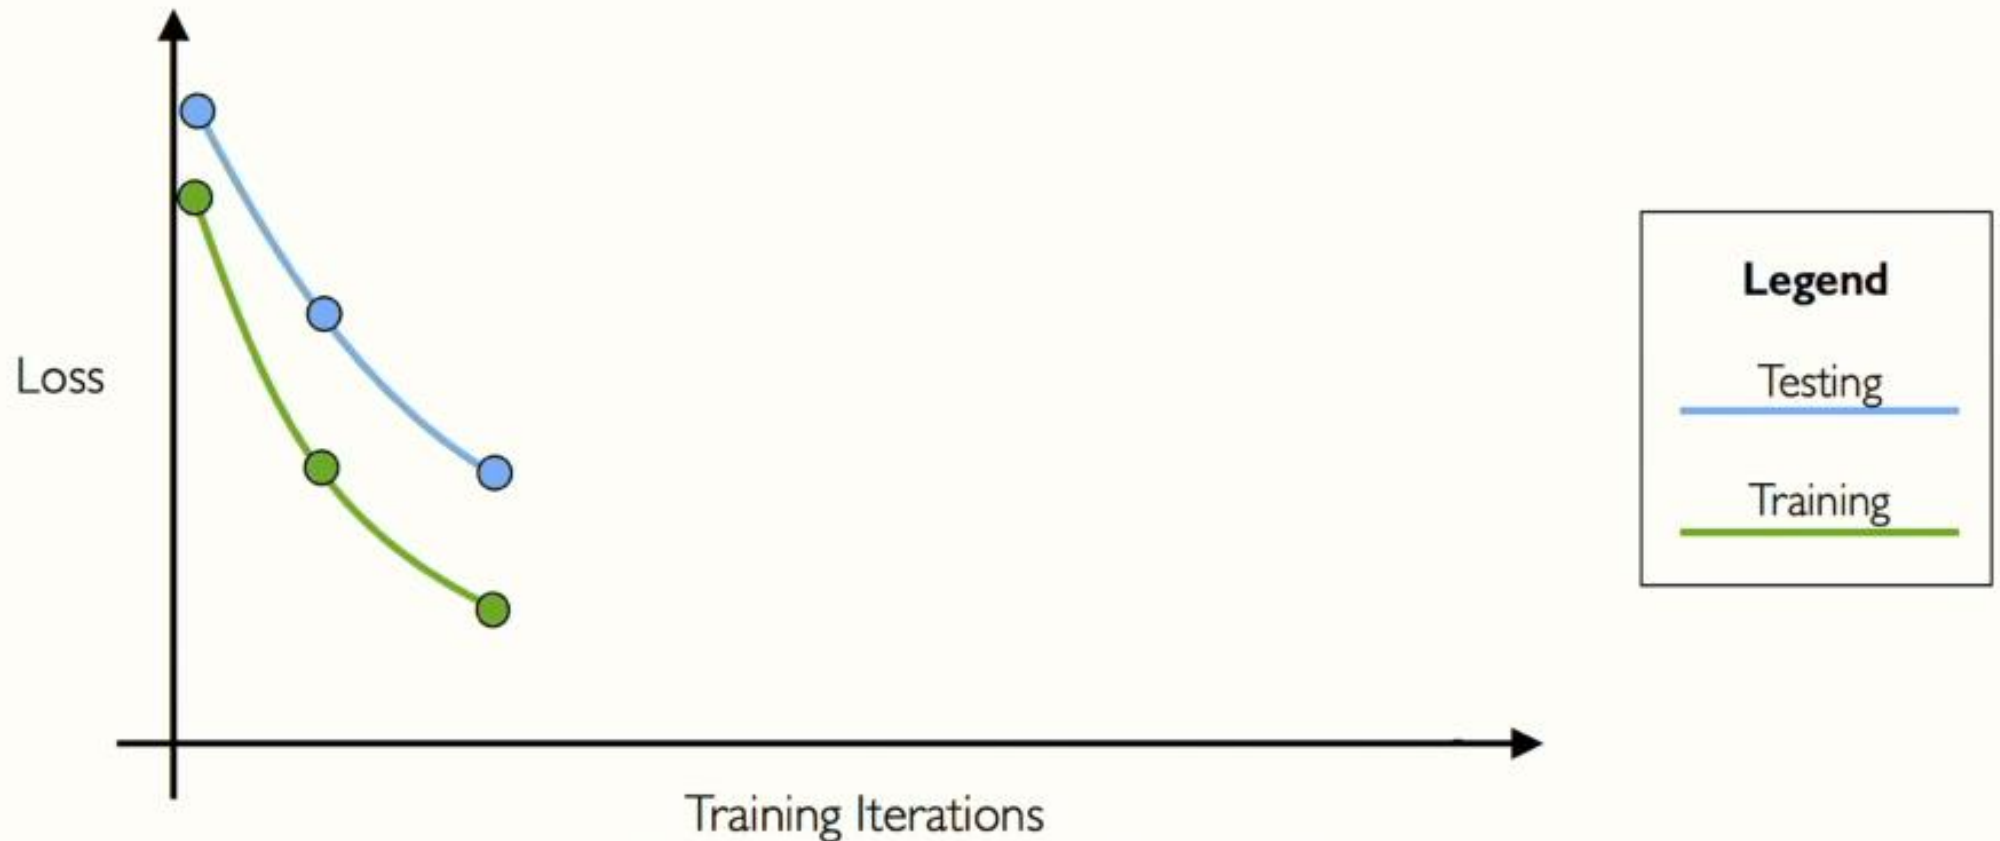 Loss
Training Iterations
Legend
Testing
Training